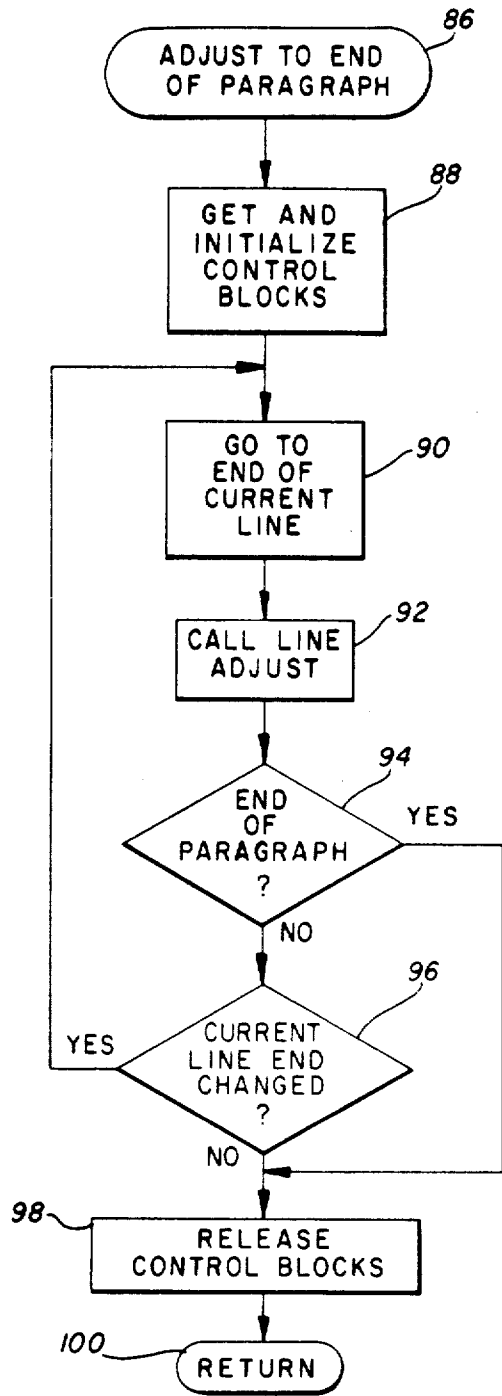 86
ADJUST TO END
OF PARAGRAPH
88
GET AND
INITIALIZE
CONTROL
BLOCKS
90
GO TO
END OF
CURRENT
LINE
92
CALL LINE
ADJUST
94
END
OF
PARAGRAPH
?
YES
NO
96
CURRENT
LINE END
CHANGED
?
YES
NO
98
RELEASE
CONTROL BLOCKS
100
RETURN